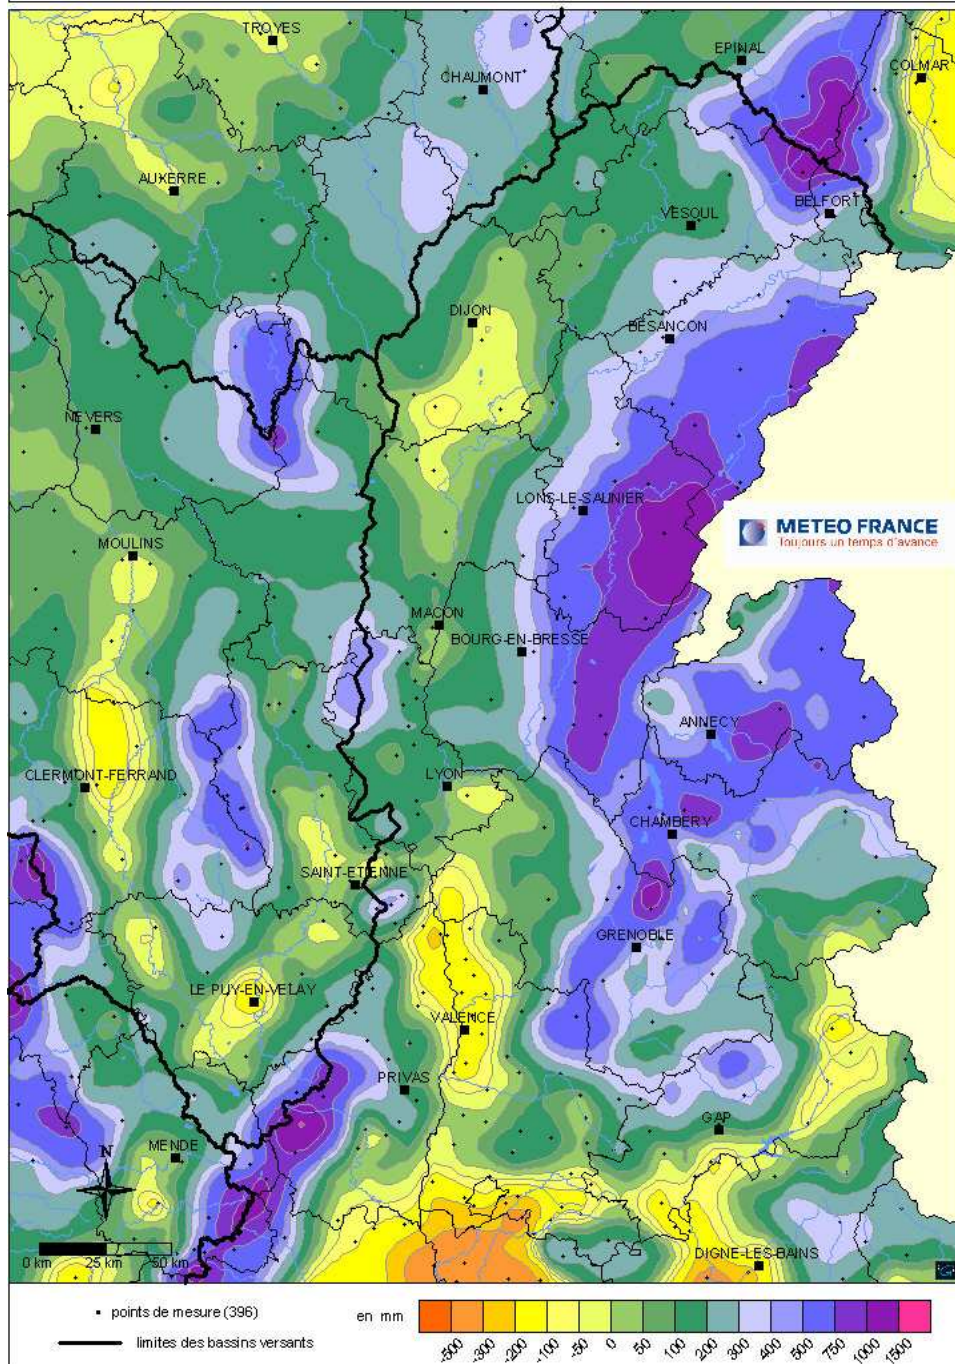 TROYES
EPINAL
COLMAR
CHAUMONT
AUXERRE
BELFORT
VESOUL
DIJON
BESANCON
NEVERS
LONS-LE-SAUNIER
METEO FRANCE
Toujours un temps d'avance
MOULINS
MACON
BOURG-EN-BRESSE
ANNECY
CLERMONT-FERRAND
LYON
CHAMBERY
SAINT-ETIENNE
GRENOBLE
LE PUY-EN-VELAY
VALENCE
PRIVAS
GAP
MENDE
N
DIGNE-LES-BAINS
0 km 25 km 50 km
points de mesure (396)
limites des bassins versants
en mm
-500 -300 -200 -100 -50 0 50 100 200 300 400 500 750 1000 1500